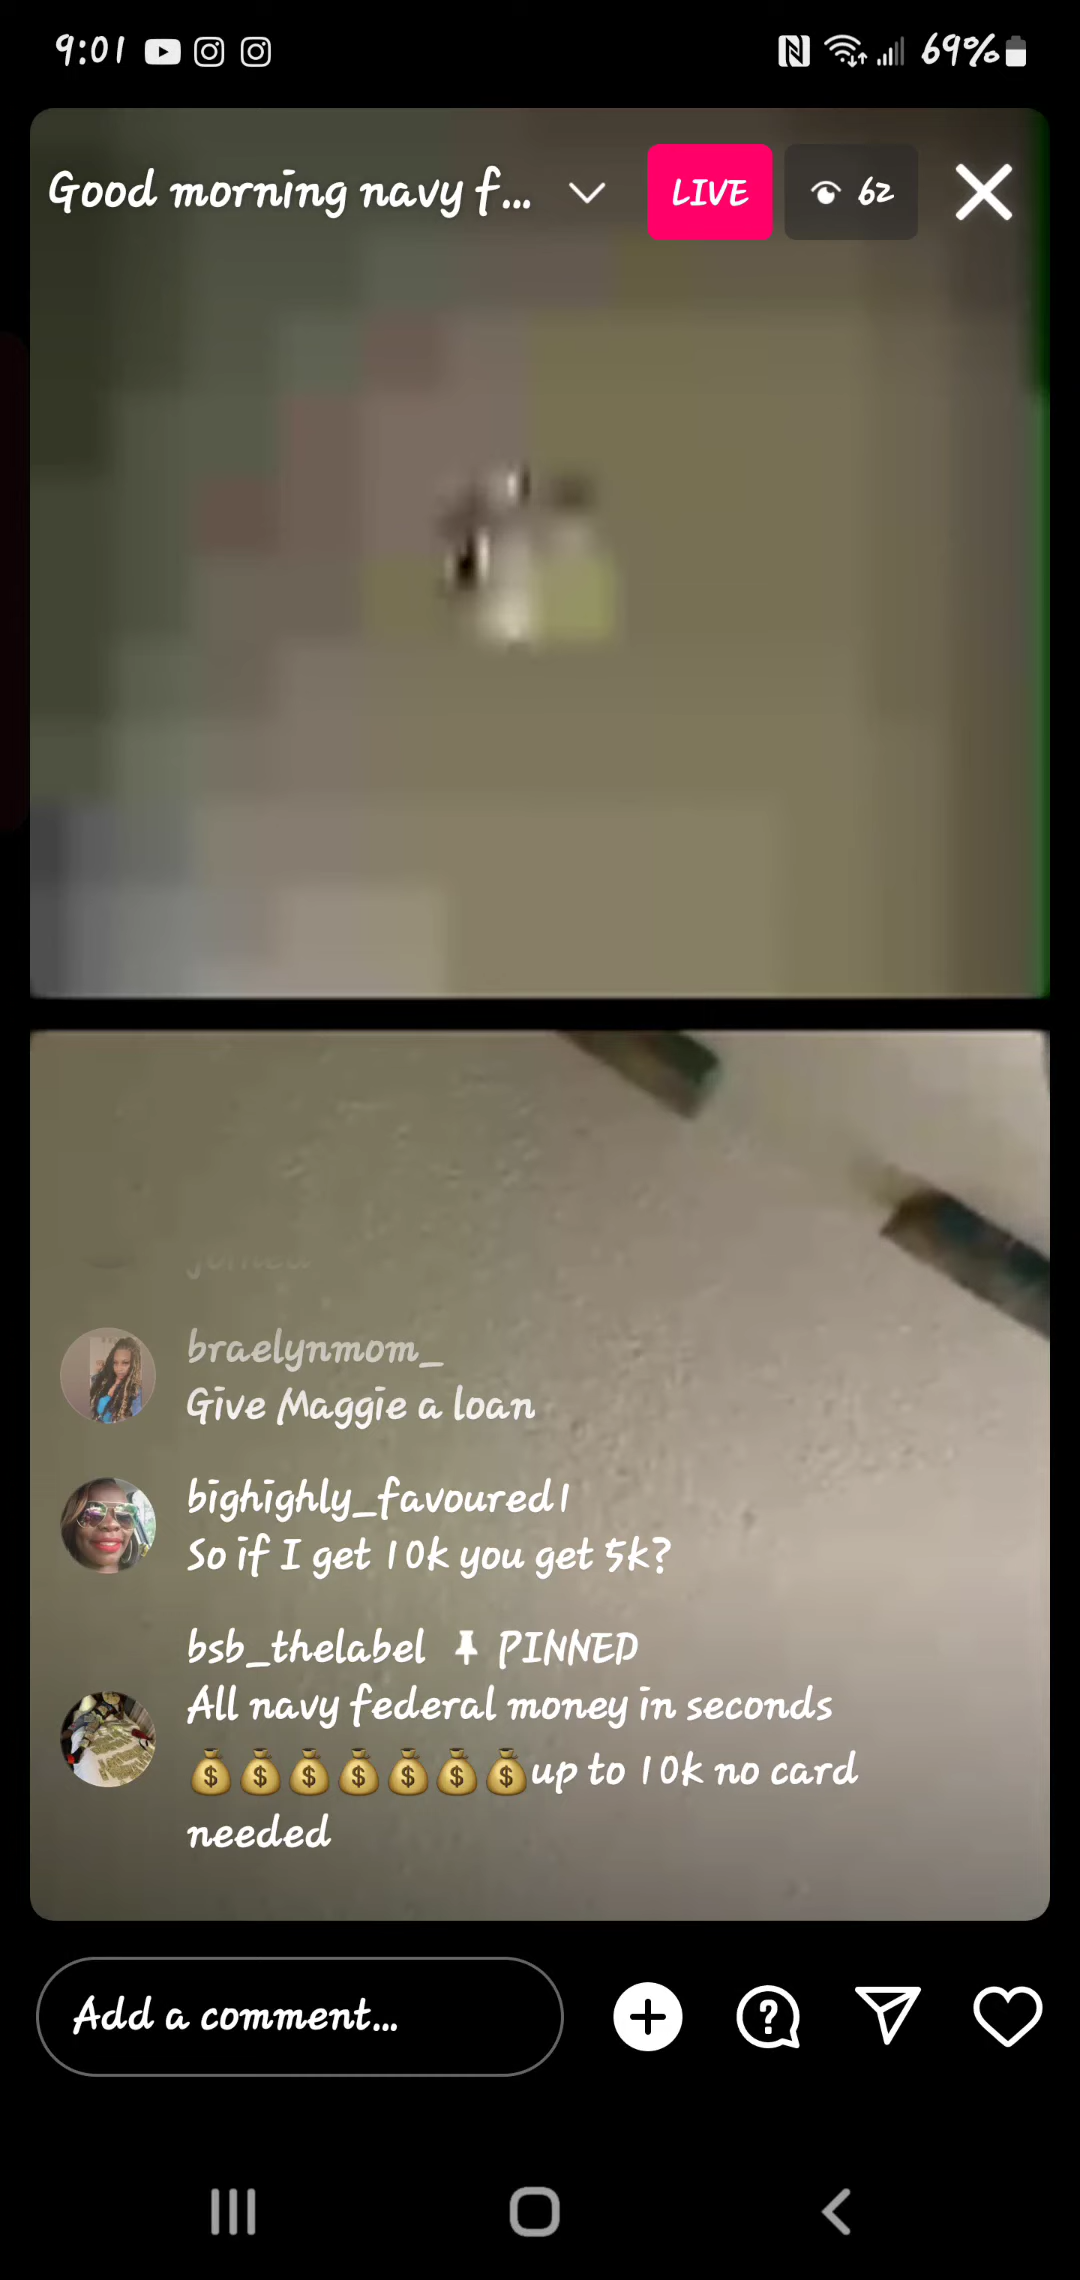 9:01 69%
Good morning navy f... LIVE 62
joined
braelynmom_
Give Maggie a loan
bighighly_favoured1
So if I get 10k you get 5k?
bsb_thelabel PINNED
All navy federal money in seconds
💰💰💰💰💰💰💰up to 10k no card
needed
Add a comment...